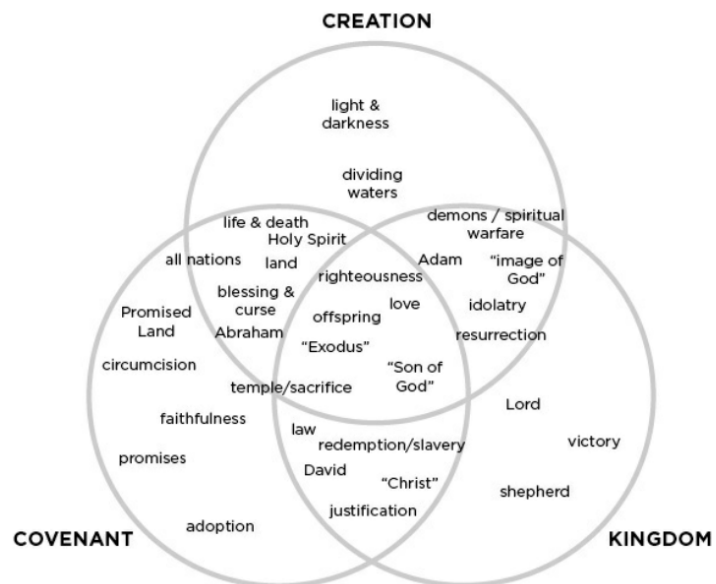 CREATION
light &
darkness
dividing
waters
life & death
demons / spiritual
warfare
Holy Spirit
all nations
land
Adam
“image of
God”
righteousness
blessing &
curse
love
idolatry
Promised
Land
offspring
Abraham
resurrection
“Exodus”
circumcision
“Son of
God”
temple/sacrifice
Lord
faithfulness
law
redemption/slavery
victory
promises
David
“Christ”
shepherd
justification
adoption
COVENANT
KINGDOM